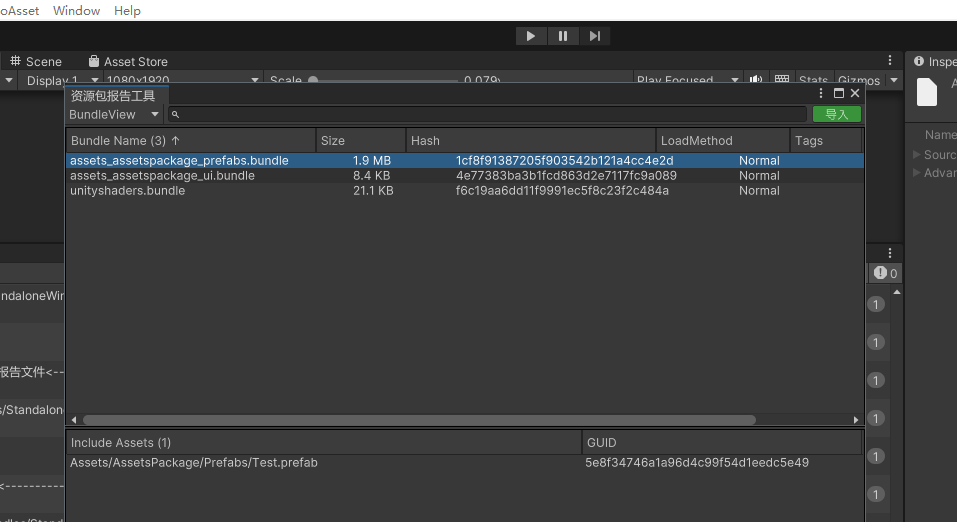 oAsset Window Help
Scene Asset Store
Inspe
Display 1 1080x1920 Scale 0.079x Play Focused Stats Gizmos
资源包报告工具
BundleView 导入
Bundle Name (3) ↑ Size Hash LoadMethod Tags
Name
assets_assetspackage_prefabs.bundle 1.9 MB 1cf8f91387205f903542b121a4cc4e2d Normal
Sourc
assets_assetspackage_ui.bundle 8.4 KB 4e77383ba3b1fcd863d2e7117fc9a089 Normal
Advar
unityshaders.bundle 21.1 KB f6c19aa6dd11f9991ec5f8c23f2c484a Normal
0
ndaloneWin
1
1
报告文件<--
1
s/Standalon
1
Include Assets (1) GUID
1
Assets/AssetsPackage/Prefabs/Test.prefab 5e8f34746a1a96d4c99f54d1eedc5e49
<----------
1